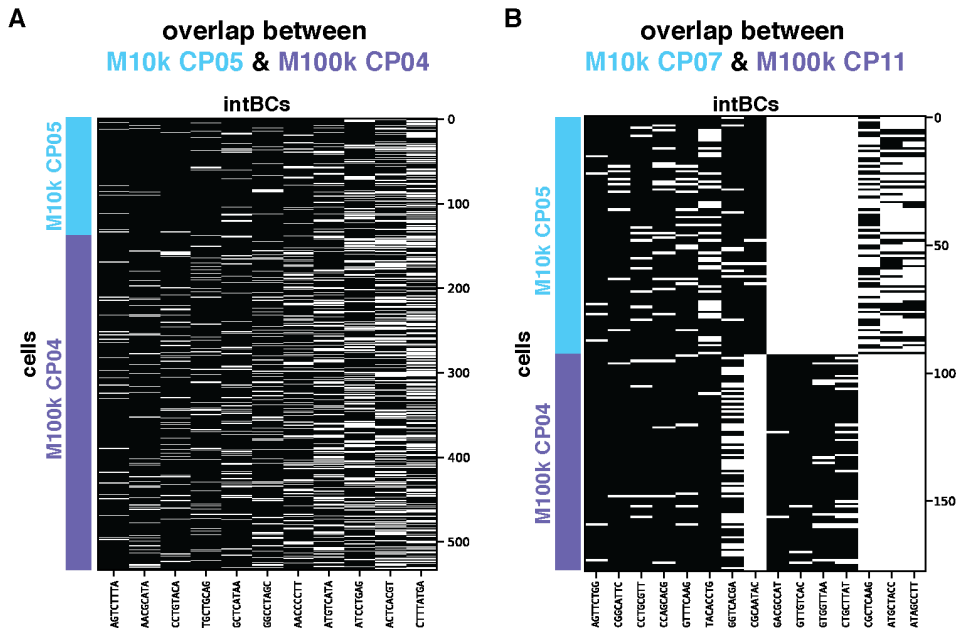 A
overlap between
M10k CP05 & M100k CP04
intBCs
cells
M10k CP05
M100k CP04
0
100
200
300
400
500
AGTCTTTA
AACGCATA
CCTGTACA
TGCTGCAG
GCTCATAA
GGGCTAGC
AAGCCCTT
ATGTCATA
ATCCTGAG
ACTCACGT
CTTTATGA
B
overlap between
M10k CP07 & M100k CP11
intBCs
cells
M10k CP05
M100k CP04
0
50
100
150
AGTTCTGG
CGGCATTC
CCTGCGTT
CCAGCACG
GTTTCAAG
TACACCTG
GGTCACGA
CGCAATAC
GACGCCAT
GTTGTCAC
GTGGTTAA
CTGCTTAT
CGCTCAAG
ATGCTACC
ATAGCCTT